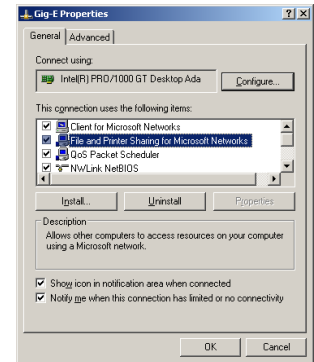 Gig-E Properties
General
Advanced
Connect using:
Intel(R) PRO/1000 GT Desktop Ada
Configure...
This connection uses the following items:
Client for Microsoft Networks
File and Printer Sharing for Microsoft Networks
QoS Packet Scheduler
NWLink NetBIOS
Install...
Uninstall
Properties
Description
Allows other computers to access resources on your computer
using a Microsoft network.
Show icon in notification area when connected
Notify me when this connection has limited or no connectivity
OK
Cancel